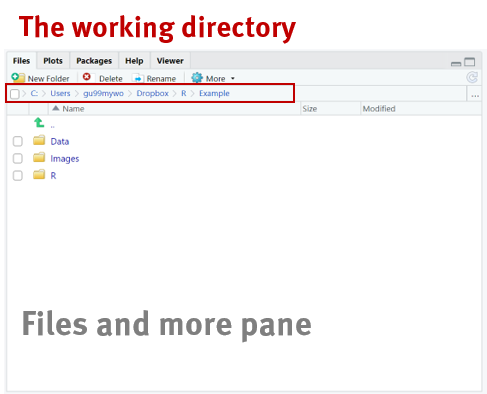 The working directory
Files Plots Packages Help Viewer
New Folder Delete Rename More
C: Users gu99mywo Dropbox R Example ...
Name Size Modified
..
Data
Images
R
Files and more pane